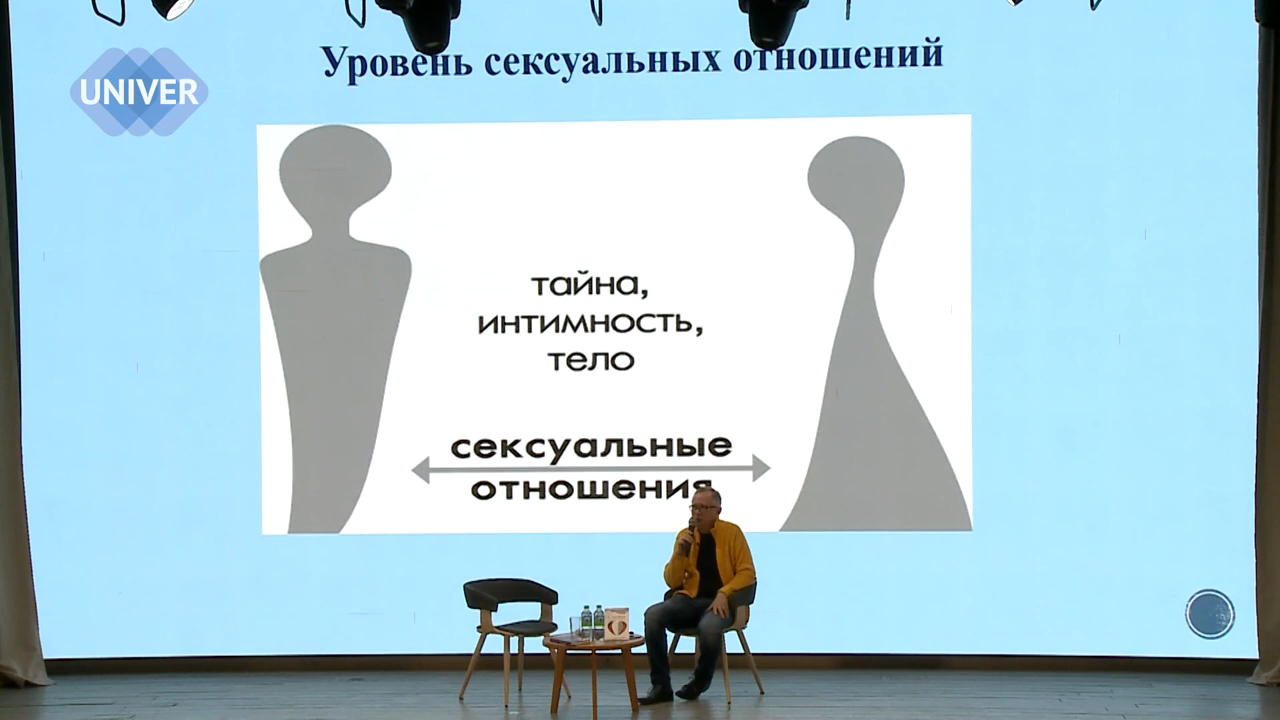 Уровень сексуальных отношений
UNIVER
тайна,
интимность,
тело
сексуальные
отношения